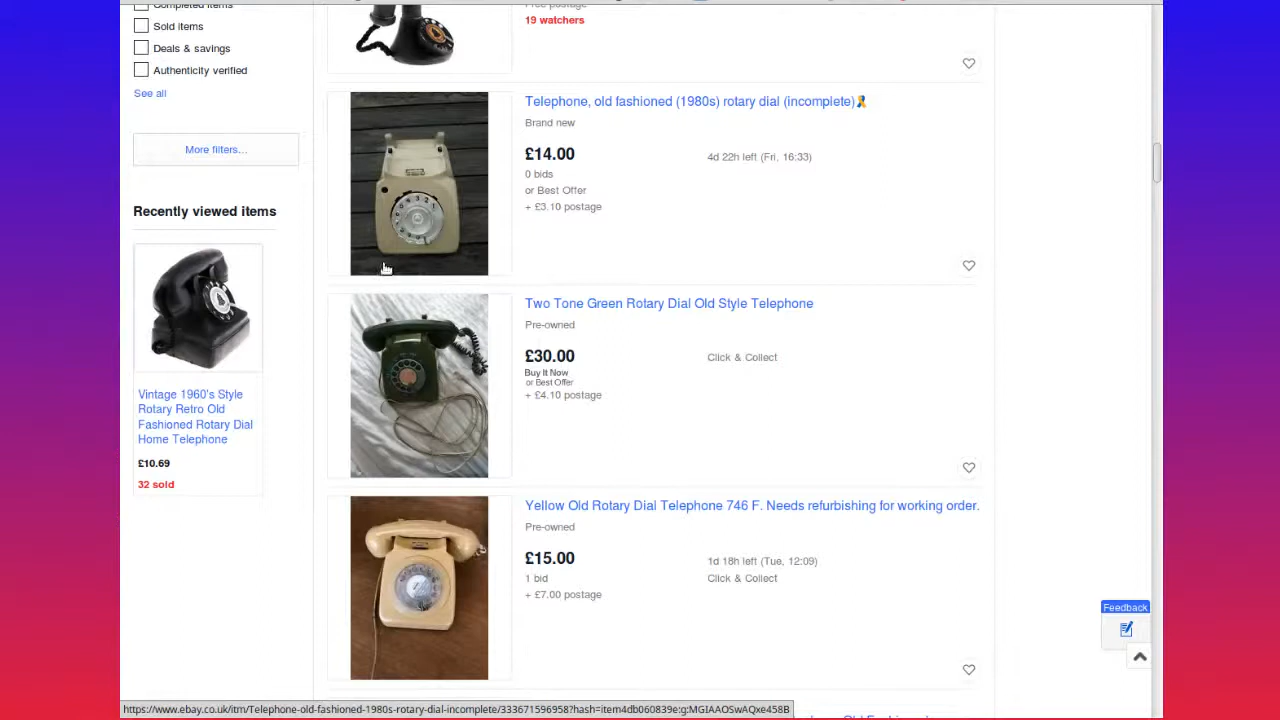 Completed items
Sold items
Deals & savings
Authenticity verified
See all
More filters...
Recently viewed items
Vintage 1960's Style
Rotary Retro Old
Fashioned Rotary Dial
Home Telephone
£10.69
32 sold
Free postage
19 watchers
Telephone, old fashioned (1980s) rotary dial (incomplete)🎗️
Brand new
£14.00
4d 22h left (Fri, 16:33)
0 bids
or Best Offer
+ £3.10 postage
Two Tone Green Rotary Dial Old Style Telephone
Pre-owned
£30.00
Click & Collect
Buy It Now
or Best Offer
+ £4.10 postage
Yellow Old Rotary Dial Telephone 746 F. Needs refurbishing for working order.
Pre-owned
£15.00
1d 18h left (Tue, 12:09)
1 bid
Click & Collect
+ £7.00 postage
Feedback
https://www.ebay.co.uk/itm/Telephone-old-fashioned-1980s-rotary-dial-incomplete/333671596958?hash=item4db060839e:g:MGIAAOSwAQxe458B